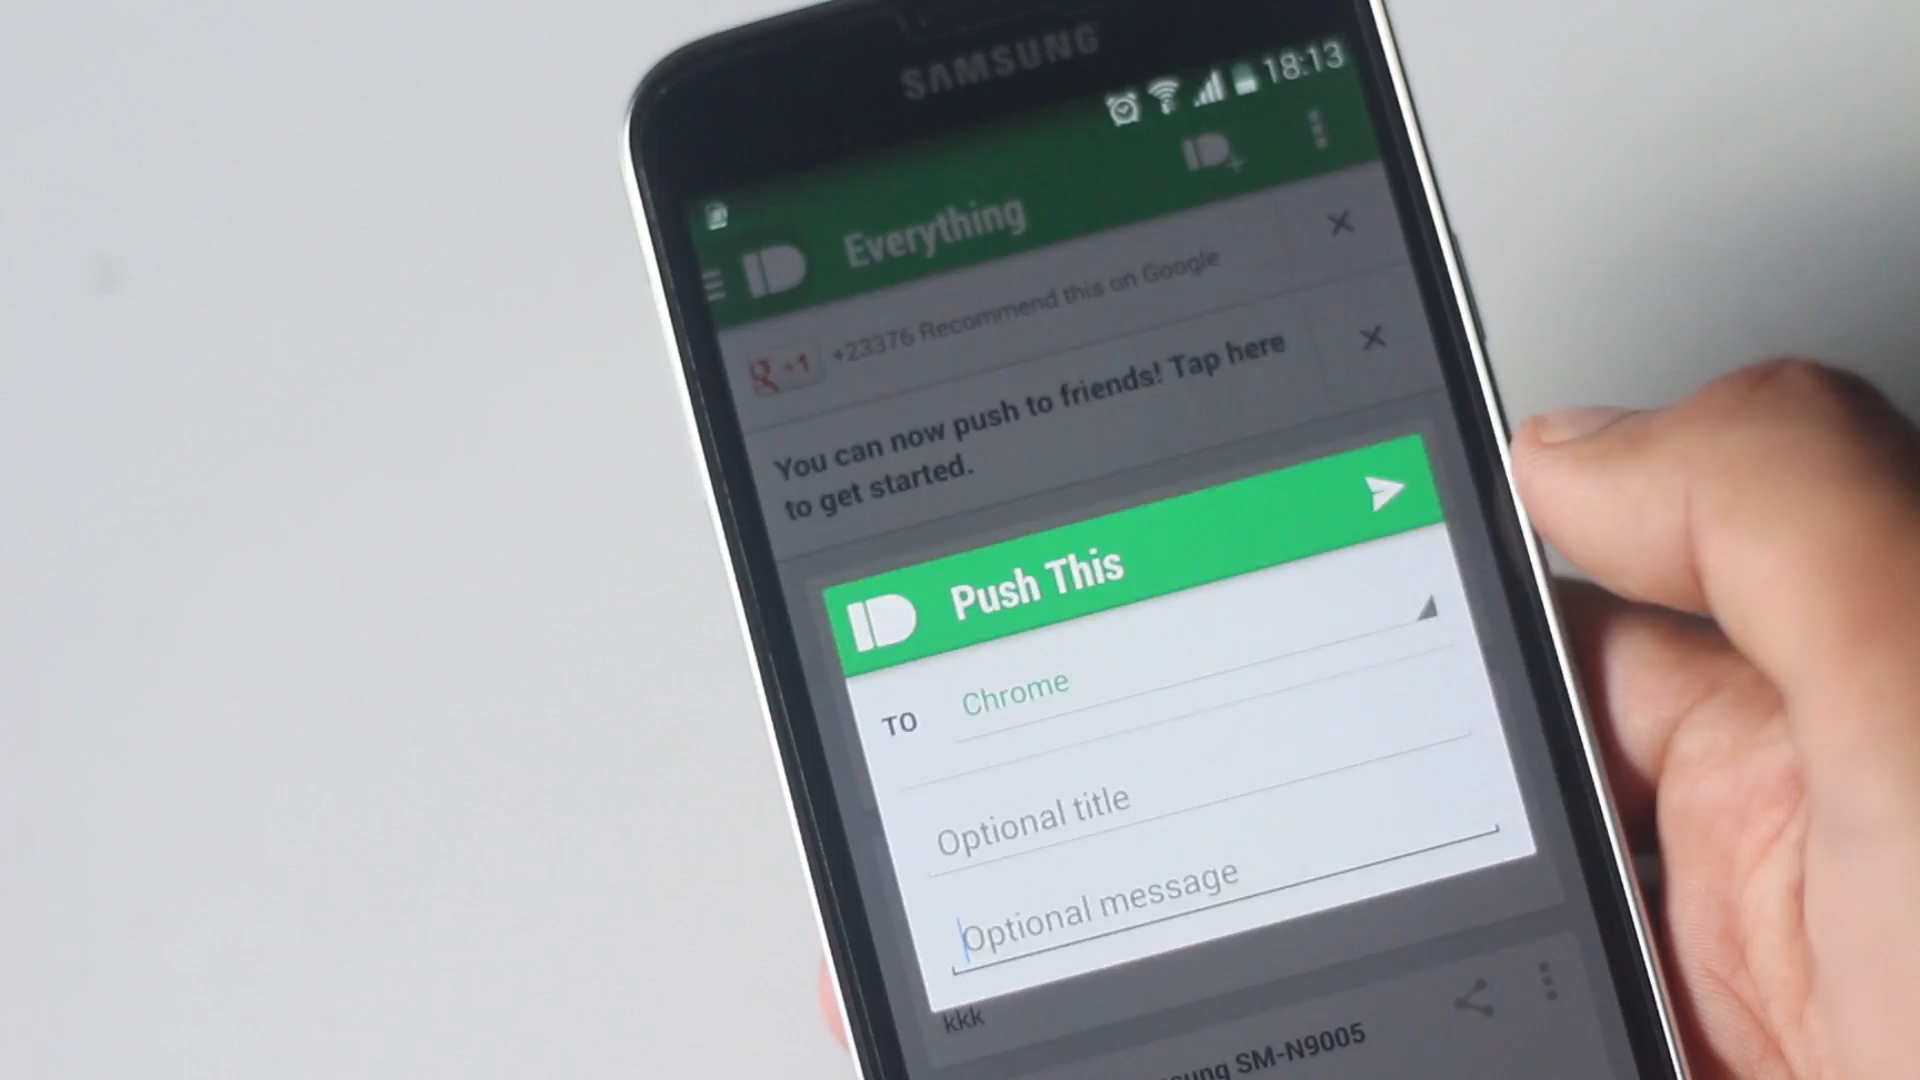 SAMSUNG
18:13
Everything
+1 +23376 Recommend this on Google
You can now push to friends! Tap here
to get started.
Push This
TO Chrome
Optional title
Optional message
kkk
SM-N9005